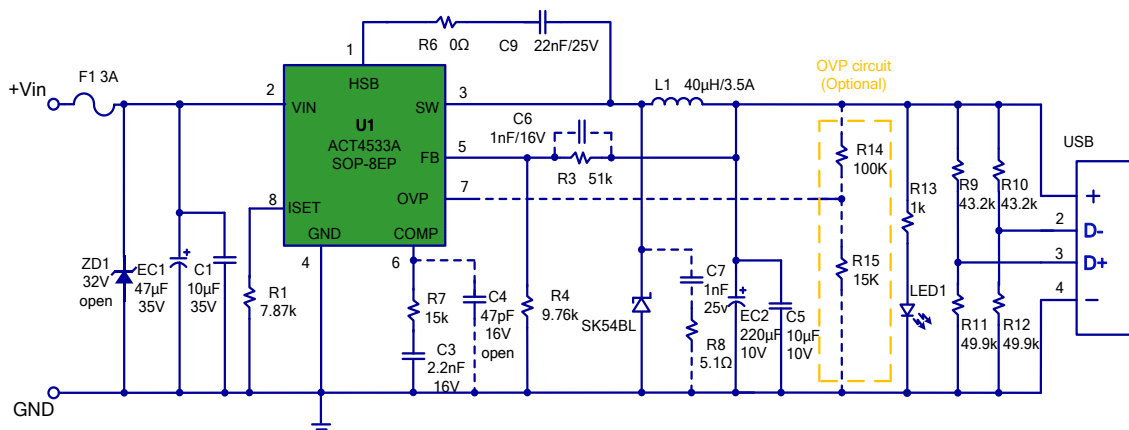 R6 0Ω
C9 22nF/25V
1
OVP circuit
(Optional)
F1 3A
+Vin
2
HSB
VIN
SW
3
L1 40µH/3.5A
U1
ACT4533A
SOP-8EP
C6
1nF/16V
FB
5
R3 51k
OVP
7
8
ISET
GND
COMP
4
6
R14
100K
R13
1k
R9
43.2k
R10
43.2k
USB
+
2
D-
3
D+
4
−
ZD1
32V
open
EC1
47µF
35V
+
C1
10µF
35V
R1
7.87k
R7
15k
C3
2.2nF
16V
C4
47pF
16V
open
R4
9.76k
SK54BL
C7
1nF
25v
R8
5.1Ω
+
EC2
220µF
10V
C5
10µF
10V
R15
15K
LED1
R11
49.9k
R12
49.9k
GND